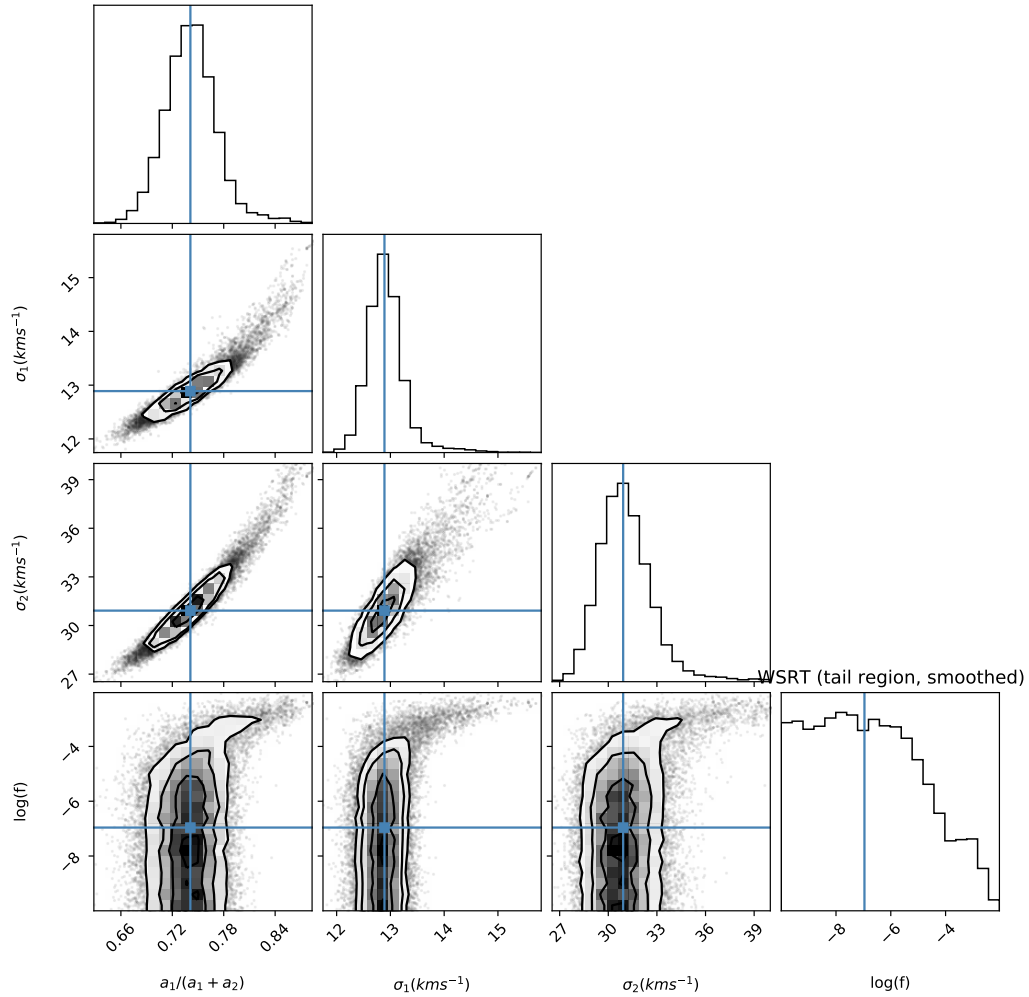 15
14
13
12
σ₁(kms⁻¹)
39
36
33
30
27
σ₂(kms⁻¹)
WSRT (tail region, smoothed)
−4
−6
−8
log(f)
0.66 0.72 0.78 0.84
12 13 14 15
27 30 33 36 39
−8 −6 −4
a₁/(a₁ + a₂)
σ₁(kms⁻¹)
σ₂(kms⁻¹)
log(f)